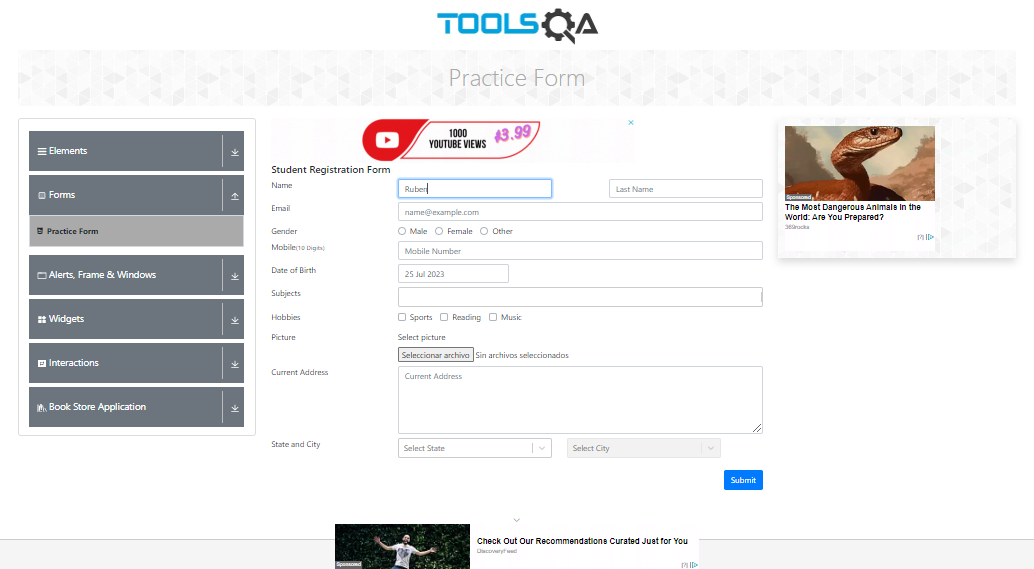 TOOLSQA
Practice Form
Elements
Forms
Practice Form
Alerts, Frame & Windows
Widgets
Interactions
Book Store Application
1000
YOUTUBE VIEWS
$3.99
Student Registration Form
Name
Ruben
Last Name
Email
name@example.com
Gender
Male
Female
Other
Mobile(10 Digits)
Mobile Number
Date of Birth
25 Jul 2023
Subjects
Hobbies
Sports
Reading
Music
Picture
Select picture
Seleccionar archivo Sin archivos seleccionados
Current Address
Current Address
State and City
Select State
Select City
Submit
Sponsored
The Most Dangerous Animals in the
World: Are You Prepared?
369rocks
Sponsored
Check Out Our Recommendations Curated Just for You
DiscoveryFeed